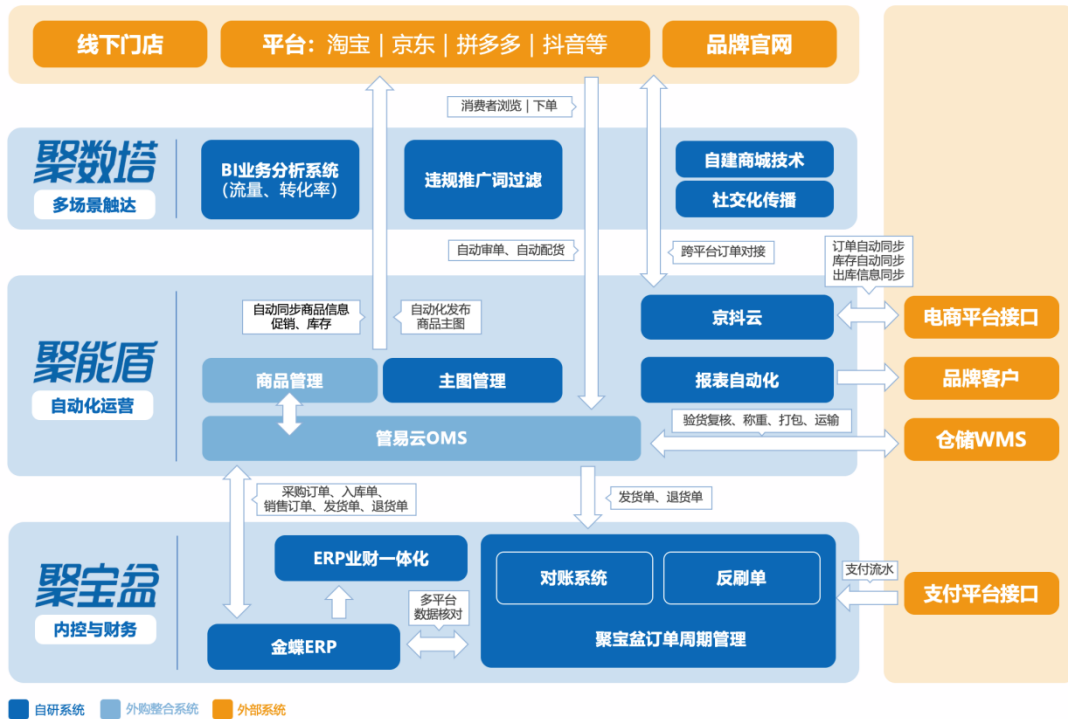 线下门店
平台：淘宝｜京东｜拼多多｜抖音等
品牌官网
消费者浏览｜下单
聚数塔
多场景触达
BI业务分析系统
（流量、转化率）
违规推广词过滤
自建商城技术
社交化传播
自动审单、自动配货
跨平台订单对接
订单自动同步
库存自动同步
出库信息同步
聚能盾
自动化运营
自动同步商品信息
促销、库存
自动化发布
商品主图
京抖云
电商平台接口
商品管理
主图管理
报表自动化
品牌客户
管易云OMS
验货复核、称重、打包、运输
仓储WMS
采购订单、入库单、
销售订单、发货单、退货单
发货单、退货单
聚宝盆
内控与财务
ERP业财一体化
对账系统
反刷单
支付流水
支付平台接口
多平台
数据核对
金蝶ERP
聚宝盆订单周期管理
自研系统
外购整合系统
外部系统